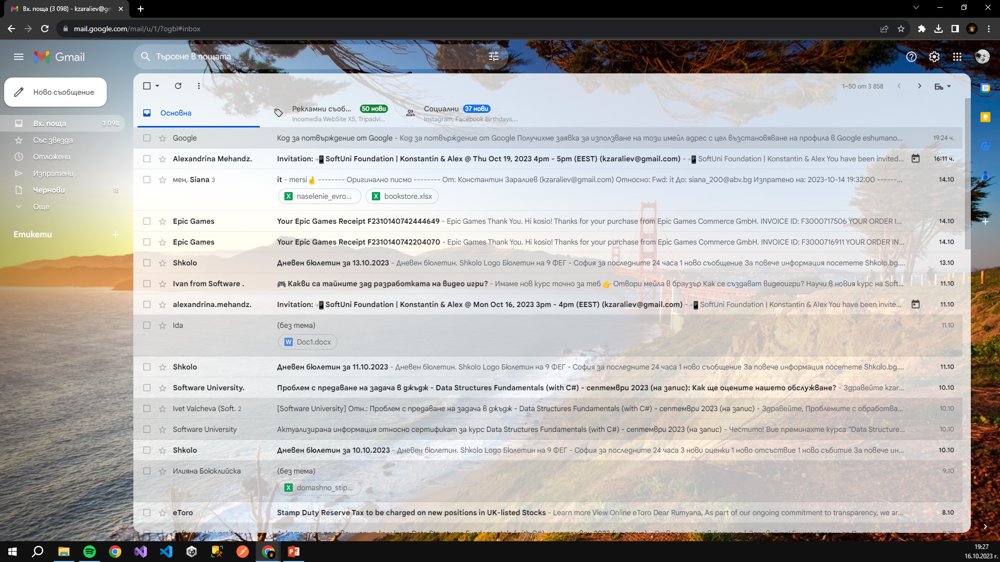 Вх. поща (3 098) - kzaraliev@gm
mail.google.com/mail/u/1/?ogbl#inbox
Gmail
Търсене в пощата
Ново съобщение
1–50 от 3 858
Основна
Рекламни съоб... 50 нови
Incomedia WebSite X5, Tripadvi...
Социални 37 нови
Instagram, Facebook Birthdays,...
Вх. поща 3 098
Със звезда
Отложени
Изпратени
Чернови 18
Още
Етикети
Google Код за потвърждение от Google - Код за потвърждение от Google Получихме заявка за използване на този имейл адрес с цел възстановяване на профила в Google eshumano... 19:24 ч.
Alexandrina Mehandz. Invitation: 📲SoftUni Foundation | Konstantin & Alex @ Thu Oct 19, 2023 4pm - 5pm (EEST) (kzaraliev@gmail.com) - 📲SoftUni Foundation | Konstantin & Alex You have been invited... 16:11 ч.
мен, Siana 3 it - mersi🤞 -------- Оригинално писмо -------- От: Константин Заралиев (kzaraliev@gmail.com) Относно: Fwd: it До: siana_200@abv.bg Изпратено на: 2023-10-14 19:32:00 ------... 14.10
naselenie_evro... bookstore.xlsx
Epic Games Your Epic Games Receipt F2310140742444649 - Epic Games Thank You. Hi kosio! Thanks for your purchase from Epic Games Commerce GmbH. INVOICE ID: F3000717506 YOUR ORDER I... 14.10
Epic Games Your Epic Games Receipt F2310140742204070 - Epic Games Thank You. Hi kosio! Thanks for your purchase from Epic Games Commerce GmbH. INVOICE ID: F3000716911 YOUR ORDER IN... 14.10
Shkolo Дневен бюлетин за 13.10.2023 - Дневен бюлетин. Shkolo Logo Бюлетин на 9 ФЕГ - София за последните 24 часа 1 ново съобщение За повече информация посетете Shkolo.bg.... 13.10
Ivan from Software . 🎮 Какви са тайните зад разработката на видео игри? - Имаме нов курс точно за теб 👉 Отвори мейла в браузър Как се създават видеоигри? Научи в новия курс на Soft... 11.10
alexandrina.mehandz. Invitation: 📲SoftUni Foundation | Konstantin & Alex @ Mon Oct 16, 2023 3pm - 4pm (EEST) (kzaraliev@gmail.com) - 📲SoftUni Foundation | Konstantin & Alex You have been invite... 11.10
Ida (без тема) 11.10
Doc1.docx
Shkolo Дневен бюлетин за 11.10.2023 - Дневен бюлетин. Shkolo Logo Бюлетин на 9 ФЕГ - София за последните 24 часа 1 ново съобщение За повече информация посетете Shkolo.bg.... 11.10
Software University. Проблем с предаване на задача в джъдж - Data Structures Fundamentals (with C#) - септември 2023 (на запис): Как ще оцените нашето обслужване? - Здравейте kzar... 10.10
Ivet Valcheva (Soft. 2 [Software University] Отн.: Проблем с предаване на задача в джъдж - Data Structures Fundamentals (with C#) - септември 2023 (на запис) - Здравейте, Проблемите с обработва... 10.10
Software University Актуализирана информация относно сертификат за курс Data Structures Fundamentals (with C#) - септември 2023 (на запис) - Честито! Вие преминахте курса "Data Structure... 10.10
Shkolo Дневен бюлетин за 10.10.2023 - Дневен бюлетин. Shkolo Logo Бюлетин на 9 ФЕГ - София за последните 24 часа 3 нови оценки 1 ново отсъствие 1 ново събитие За повече ин... 10.10
Илияна Боюклийска (без тема) 9.10
domashno_stip...
eToro Stamp Duty Reserve Tax to be charged on new positions in UK-listed Stocks - Learn more View Online eToro Dear Rumyana, As part of our ongoing commitment to transparency, we ar... 8.10
19:27
16.10.2023 г.